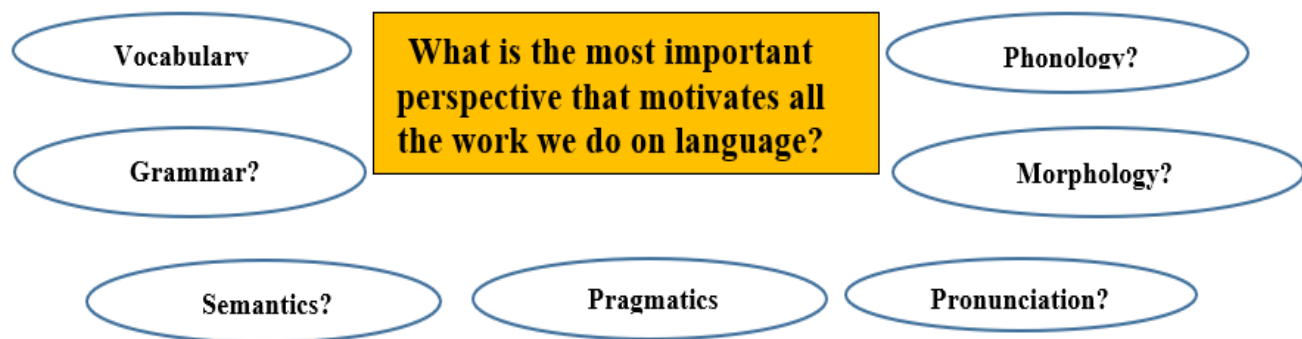 Vocabulary
What is the most important
perspective that motivates all
the work we do on language?
Phonology?
Grammar?
Morphology?
Semantics?
Pragmatics
Pronunciation?